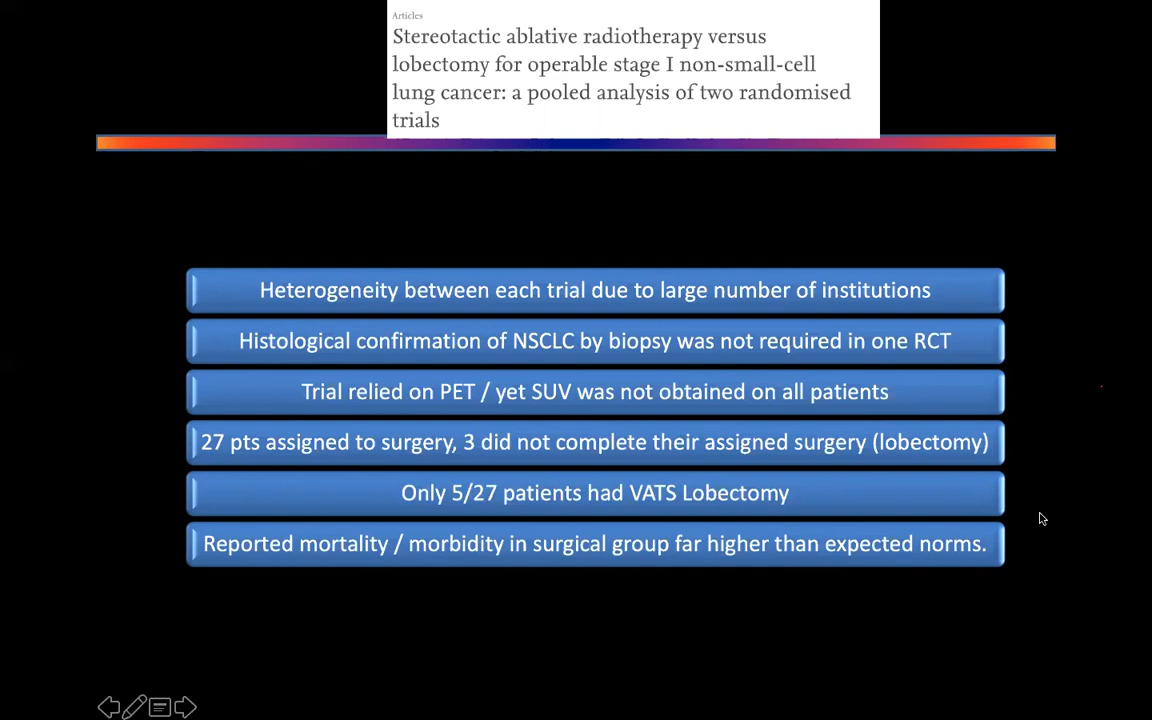 Articles
Stereotactic ablative radiotherapy versus
lobectomy for operable stage I non-small-cell
lung cancer: a pooled analysis of two randomised
trials
Heterogeneity between each trial due to large number of institutions
Histological confirmation of NSCLC by biopsy was not required in one RCT
Trial relied on PET / yet SUV was not obtained on all patients
27 pts assigned to surgery, 3 did not complete their assigned surgery (lobectomy)
Only 5/27 patients had VATS Lobectomy
Reported mortality / morbidity in surgical group far higher than expected norms.